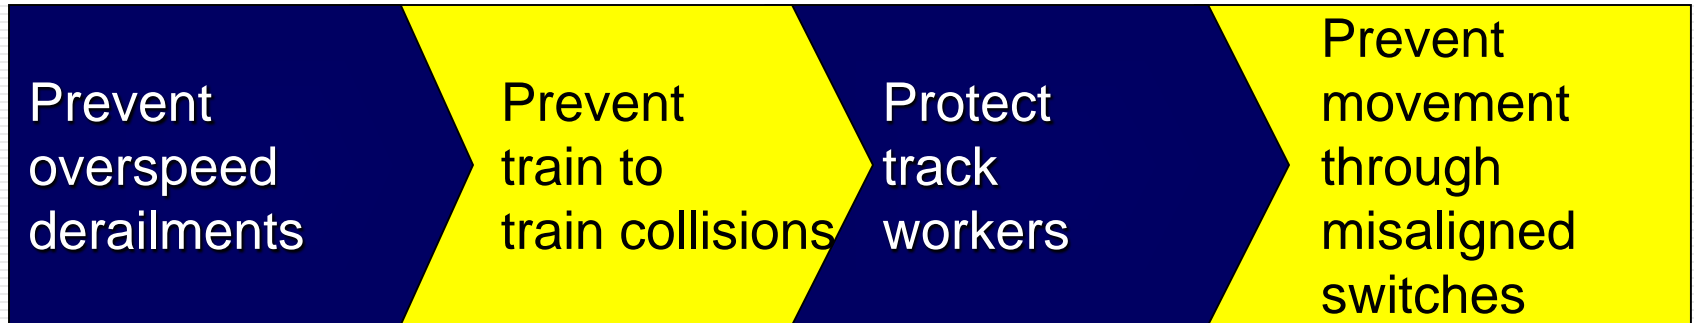 Prevent
overspeed
derailments
Prevent
train to
train collisions
Protect
track
workers
Prevent
movement
through
misaligned
switches